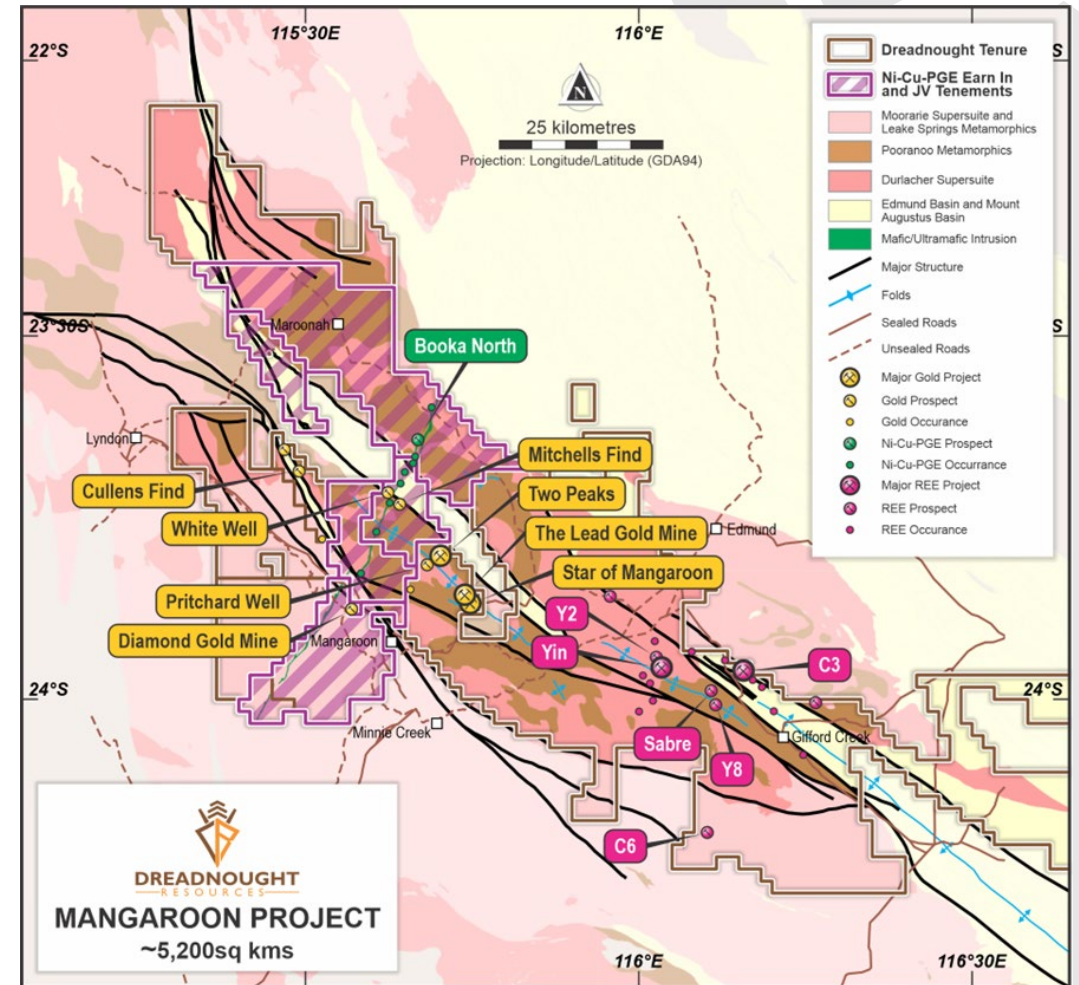 115°30E
116°E
22°S
S
N
25 kilometres
Projection: Longitude/Latitude (GDA94)
Dreadnought Tenure
Ni-Cu-PGE Earn In
and JV Tenements
Moorarie Supersuite and
Leake Springs Metamorphics
Pooranoo Metamorphics
Durlacher Supersuite
Edmund Basin and Mount
Augustus Basin
Mafic/Ultramafic Intrusion
Major Structure
Folds
Sealed Roads
Unsealed Roads
Major Gold Project
Gold Prospect
Gold Occurance
Ni-Cu-PGE Prospect
Ni-Cu-PGE Occurrance
Major REE Project
REE Prospect
REE Occurance
23°30S
S
Maroonah
Booka North
Lyndon
Mitchells Find
Cullens Find
Two Peaks
White Well
The Lead Gold Mine
Edmund
Star of Mangaroon
Pritchard Well
Y2
Diamond Gold Mine
Mangaroon
Yin
C3
24°S
24°S
Minnie Creek
Sabre
Gifford Creek
Y8
C6
DREADNOUGHT
RESOURCES
MANGAROON PROJECT
~5,200sq kms
116°E
116°30E